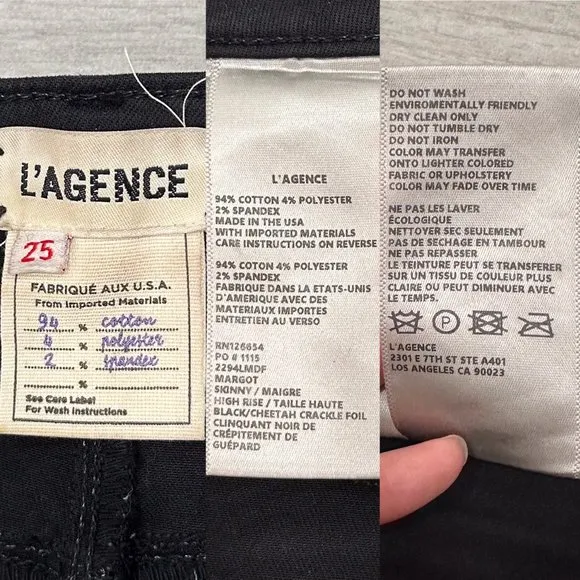 L'AGENCE
25
FABRIQUÉ AUX U.S.A.
From Imported Materials
94 % cotton
4 % polyester
2 % spandex
%
See Care Label
For Wash Instructions
L'AGENCE
94% COTTON 4% POLYESTER
2% SPANDEX
MADE IN THE USA
WITH IMPORTED MATERIALS
CARE INSTRUCTIONS ON REVERSE
94% COTTON 4% POLYESTER
2% SPANDEX
FABRIQUE DANS LA ETATS-UNIS
D'AMERIQUE AVEC DES
MATERIAUX IMPORTES
ENTRETIEN AU VERSO
RN126654
PO # 1115
2294LMDF
MARGOT
SKINNY / MAIGRE
HIGH RISE / TAILLE HAUTE
BLACK/CHEETAH CRACKLE FOIL
CLINQUANT NOIR DE
CRÉPITEMENT DE
GUÉPARD
DO NOT WASH
ENVIROMENTALLY FRIENDLY
DRY CLEAN ONLY
DO NOT TUMBLE DRY
DO NOT IRON
COLOR MAY TRANSFER
ONTO LIGHTER COLORED
FABRIC OR UPHOLSTERY
COLOR MAY FADE OVER TIME
NE PAS LES LAVER
ÉCOLOGIQUE
NETTOYER SEC SEULEMENT
PAS DE SECHAGE EN TAMBOUR
NE PAS REPASSER
LE TEINTURE PEUT SE TRANSFERER
SUR UN TISSU DE COULEUR PLUS
CLAIRE OU PEUT DIMINUER AVEC
LE TEMPS.
L'AGENCE
2301 E 7TH ST STE A401
LOS ANGELES CA 90023